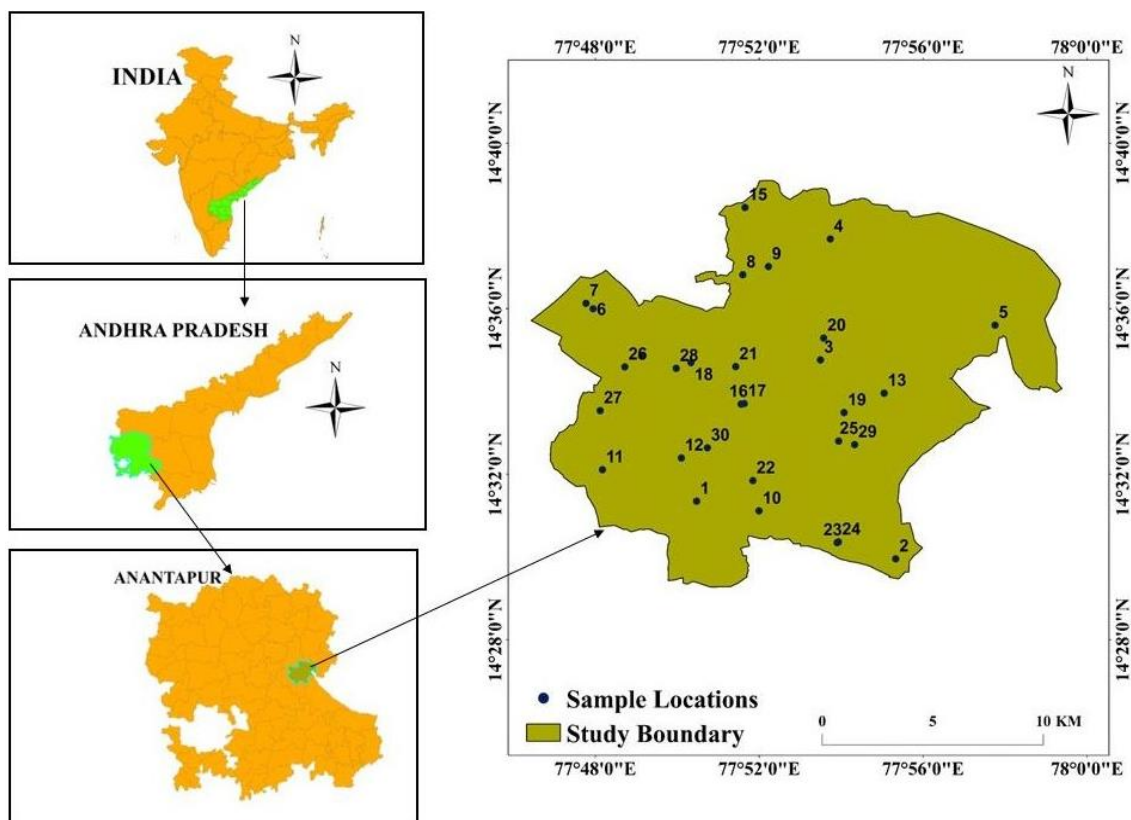 INDIA
N
ANDHRA PRADESH
N
ANANTAPUR
77°48'0"E 77°52'0"E 77°56'0"E 78°0'0"E
N
14°40'0"N 14°40'0"N
15
4
9
8
7
14°36'0"N 6 14°36'0"N
5
20
3
26 28 21
18
13
16 17
27
19
25 29
30
12
11
14°32'0"N 14°32'0"N
22
1
10
23 24
2
14°28'0"N 14°28'0"N
Sample Locations
0 5 10 KM
Study Boundary
77°48'0"E 77°52'0"E 77°56'0"E 78°0'0"E